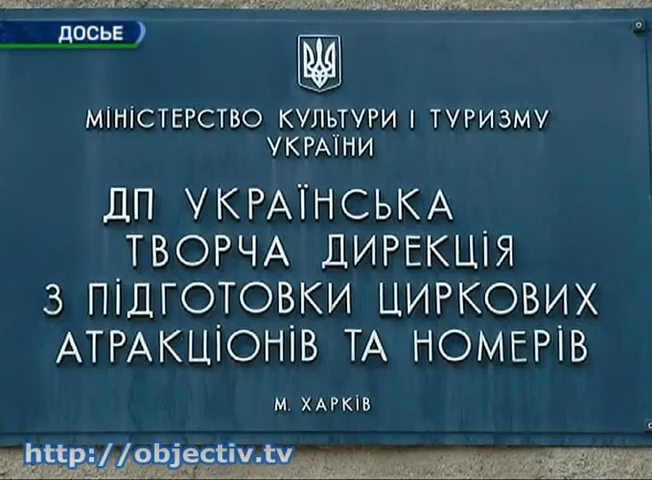 ДОСЬЕ
МІНІСТЕРСТВО КУЛЬТУРИ І ТУРИЗМУ
УКРАЇНИ
ДП УКРАЇНСЬКА
ТВОРЧА ДИРЕКЦІЯ
З ПІДГОТОВКИ ЦИРКОВИХ
АТРАКЦІОНІВ ТА НОМЕРІВ
М. ХАРКІВ
http://objectiv.tv